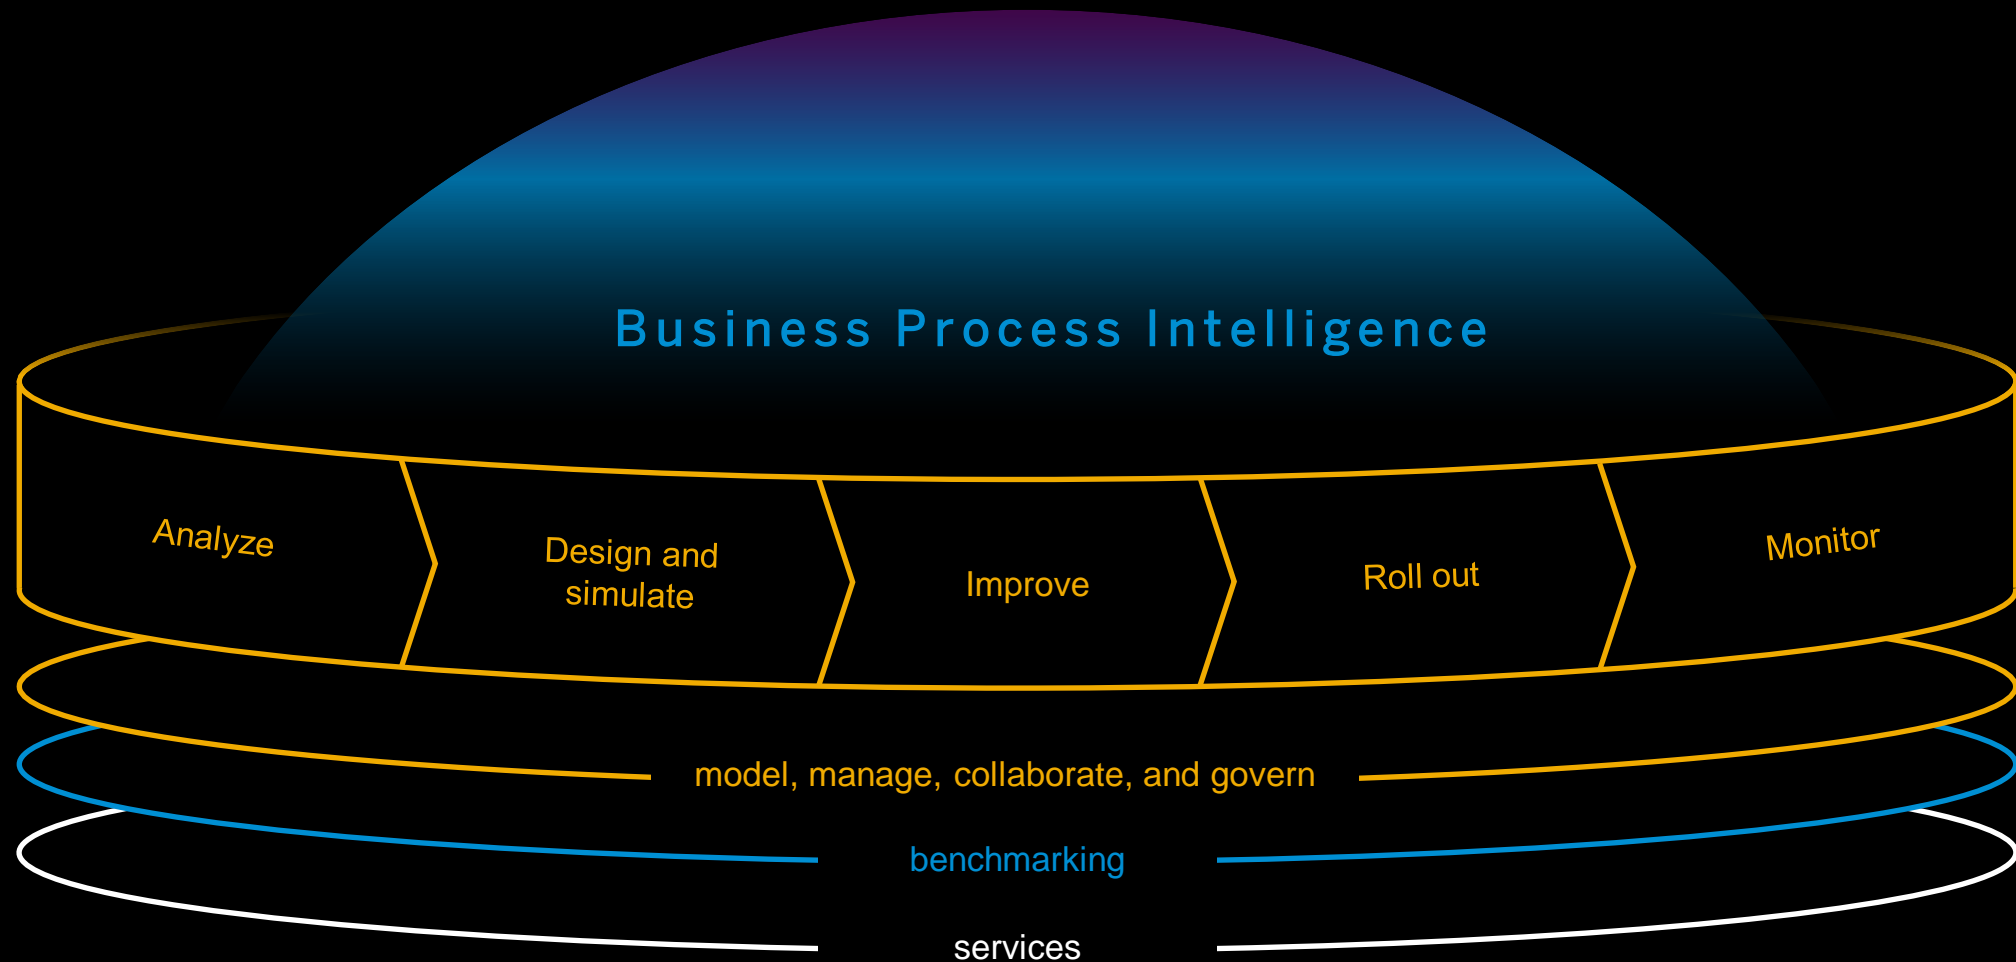 Business Process Intelligence
Analyze
Design and
simulate
Improve
Roll out
Monitor
model, manage, collaborate, and govern
benchmarking
services